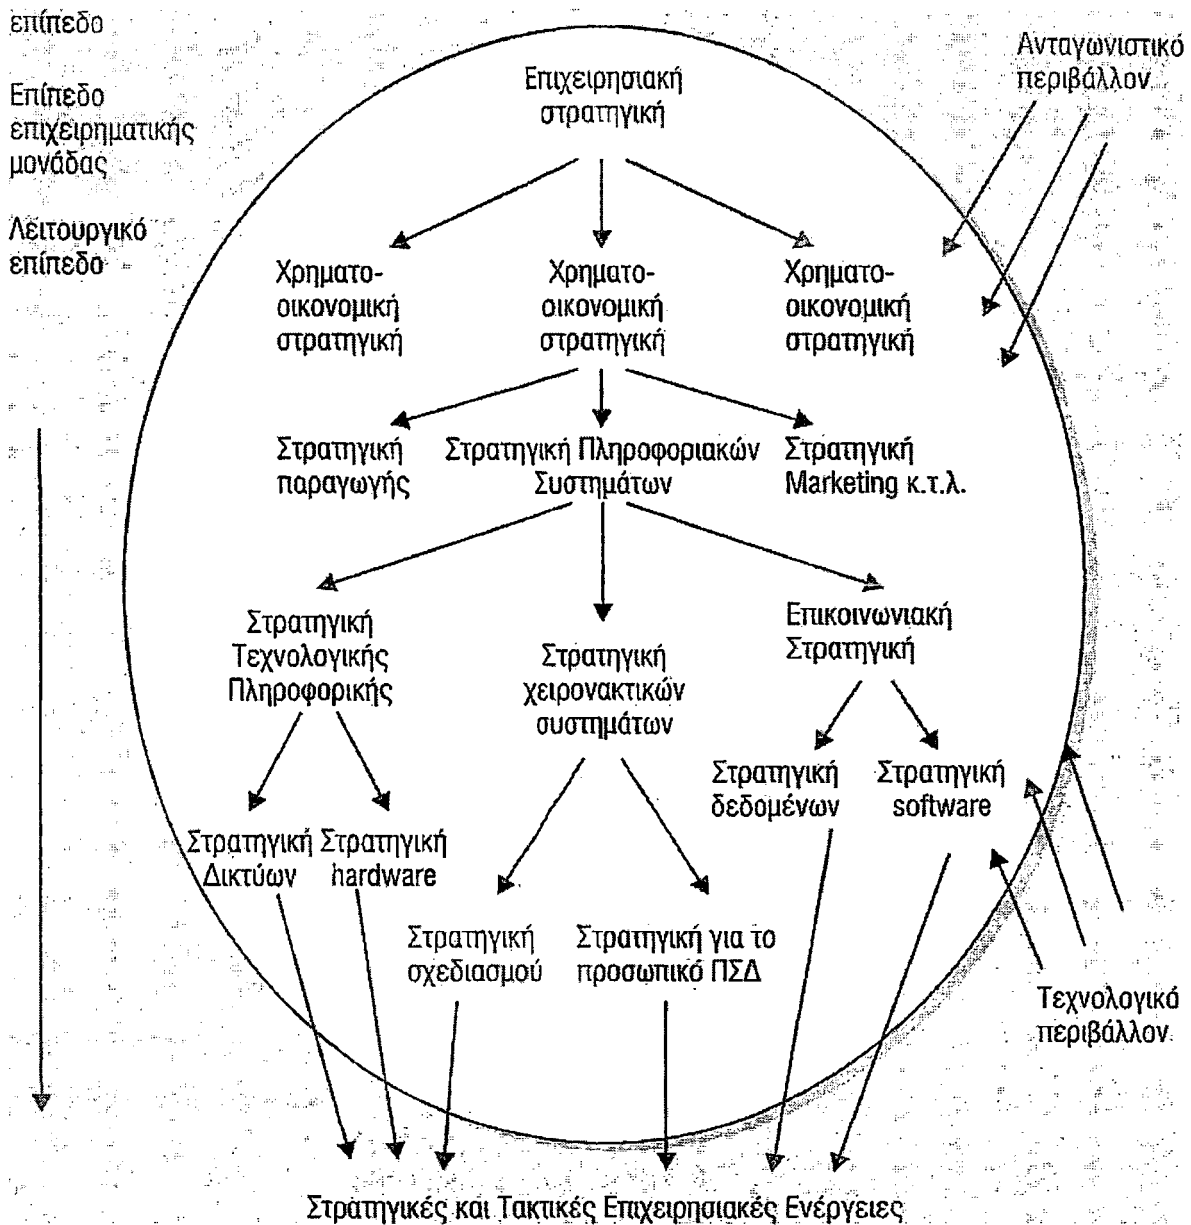 επίπεδο
Επίπεδο
επιχειρηματικής
μονάδας
Λειτουργικό
επίπεδο
Ανταγωνιστικό
περιβάλλον
Επιχειρησιακή
στρατηγική
Χρηματο-
οικονομική
στρατηγική
Χρηματο-
οικονομική
στρατηγική
Χρηματο-
οικονομική
στρατηγική
Στρατηγική
παραγωγής
Στρατηγική Πληροφοριακών
Συστημάτων
Στρατηγική
Marketing κ.τ.λ.
Στρατηγική
Τεχνολογικής
Πληροφορικής
Στρατηγική
χειρονακτικών
συστημάτων
Επικοινωνιακή
Στρατηγική
Στρατηγική
δεδομένων
Στρατηγική
software
Στρατηγική
Δικτύων
Στρατηγική
hardware
Στρατηγική
σχεδιασμού
Στρατηγική για το
προσωπικό ΠΣΔ
Τεχνολογικό
περιβάλλον
Στρατηγικές και Τακτικές Επιχειρησιακές Ενέργειες